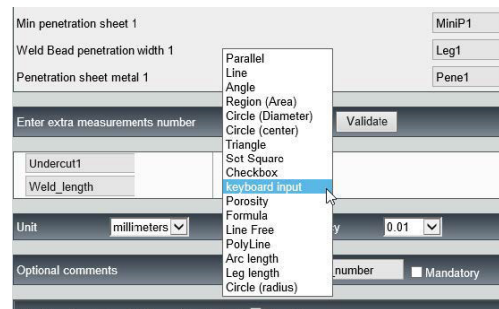 Min penetration sheet 1
MiniP1
Weld Bead penetration width 1
Leg1
Penetration sheet metal 1
Pene1
Parallel
Line
Angle
Region (Area)
Circle (Diameter)
Circle (center)
Triangle
Set Square
Checkbox
keyboard input
Porosity
Formula
Line Free
PolyLine
Arc length
Leg length
Circle (radius)
Enter extra measurements number
Validate
Undercut1
Weld_length
Unit
millimeters
0.01
Optional comments
_number
Mandatory